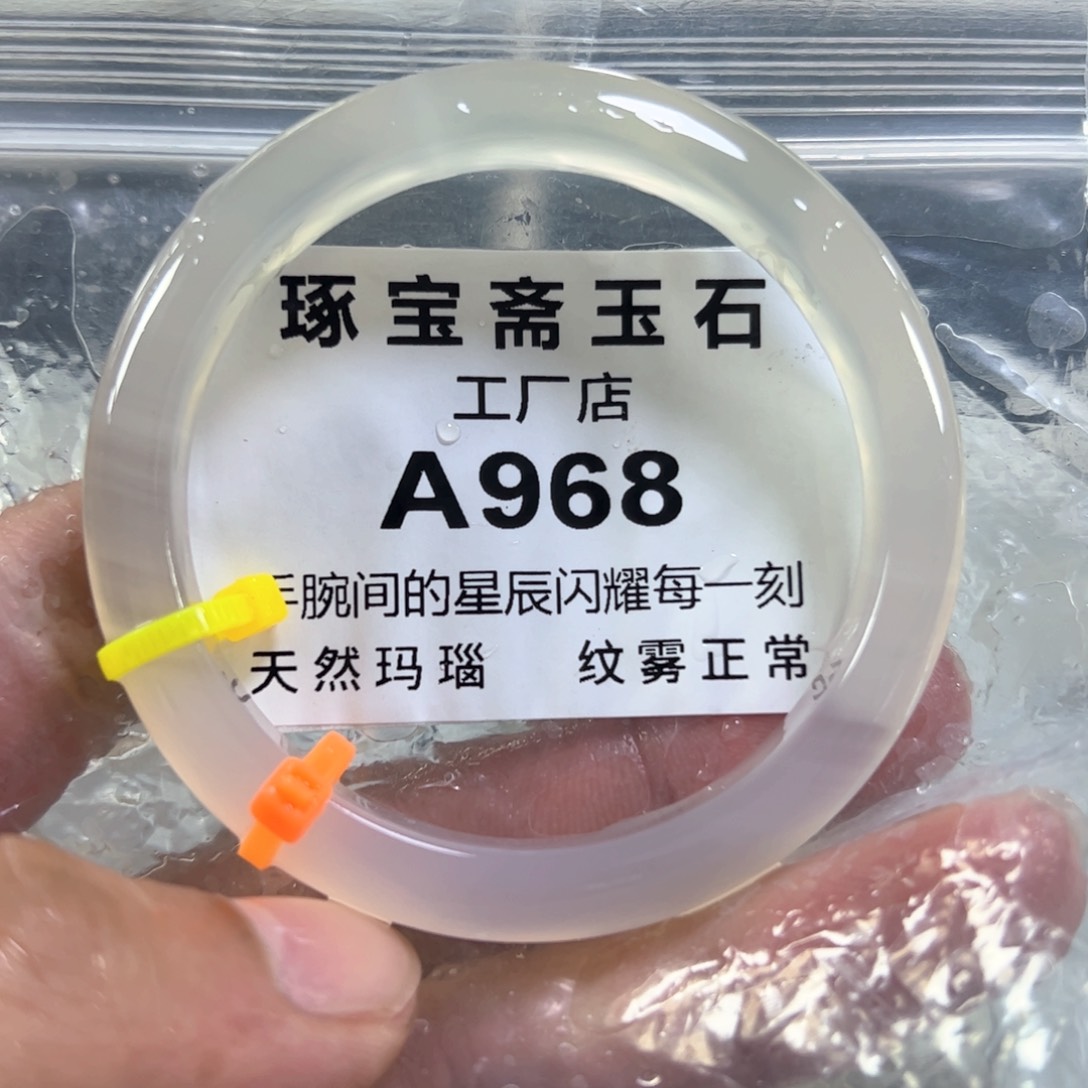 琢宝斋玉石
工厂店
A968
手腕间的星辰闪耀每一刻
天然玛瑙 纹雾正常